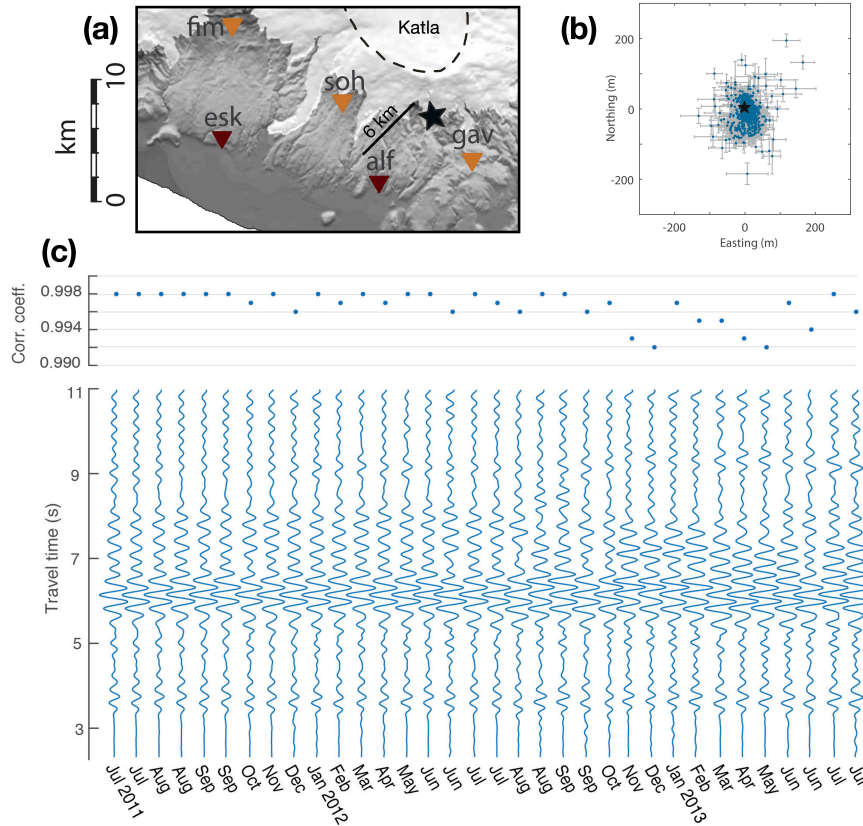 (a)
fim
Katla
soh
esk
6 km
gav
alf
10
km
0
(b)
200
0
-200
Northing (m)
-200
0
200
Easting (m)
(c)
Corr. coeff.
0.998
0.994
0.990
Travel time (s)
11
9
7
5
3
Jul 2011
Jul
Aug
Aug
Sep
Sep
Oct
Nov
Dec
Jan 2012
Feb
Mar
Apr
May
Jun
Jun
Jul
Jul
Aug
Aug
Sep
Sep
Oct
Nov
Dec
Jan 2013
Feb
Mar
Apr
May
Jun
Jun
Jul
Ju